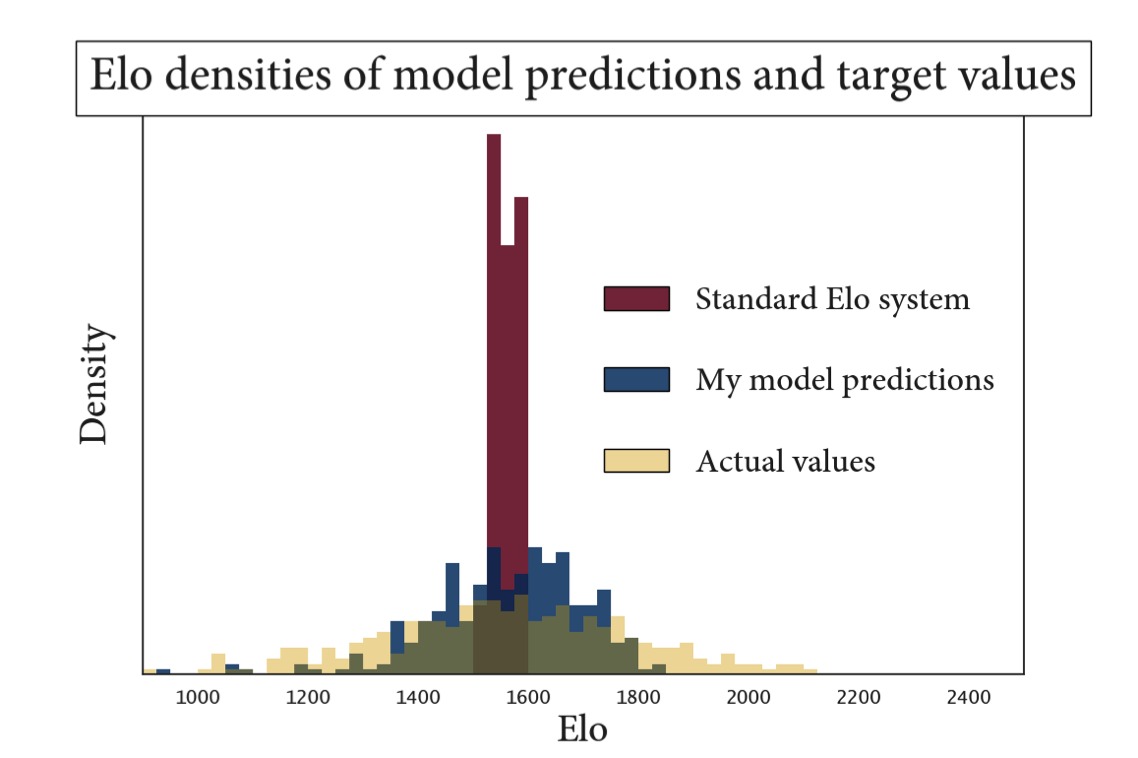 Elo densities of model predictions and target values
Standard Elo system
My model predictions
Actual values
Density
1000 1200 1400 1600 1800 2000 2200 2400
Elo